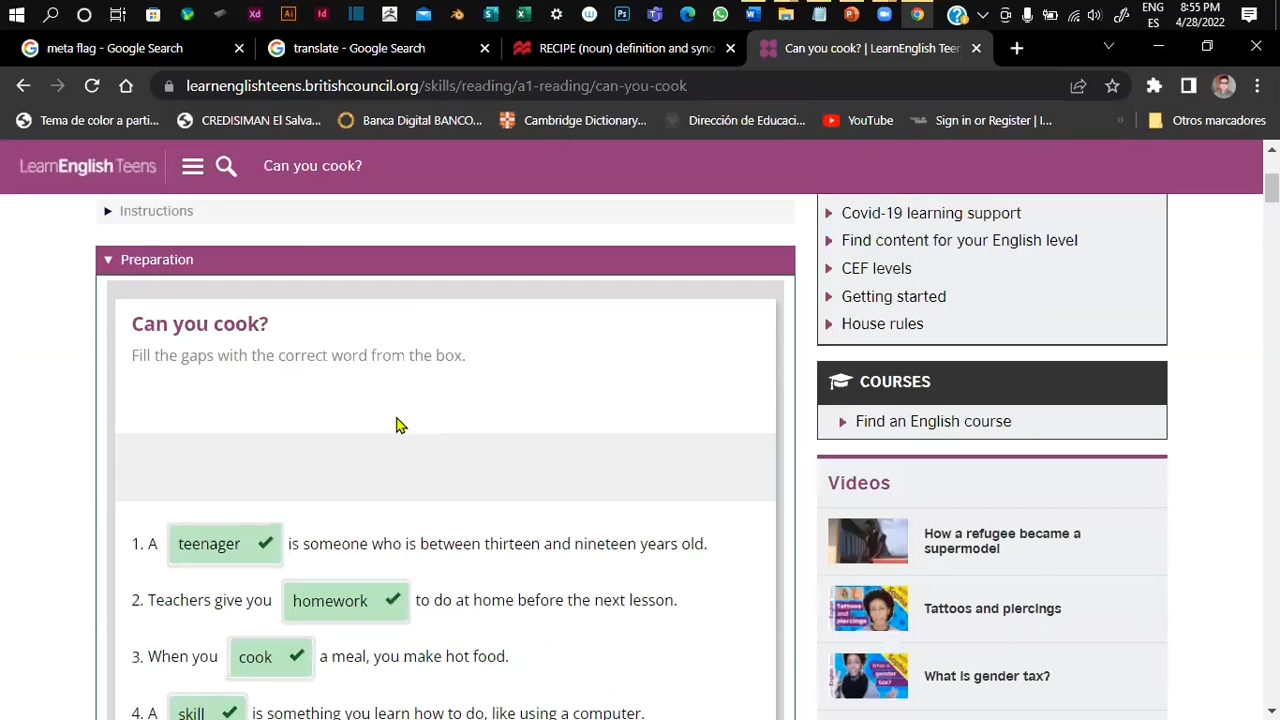 ENG
8:55 PM
ES
4/28/2022
meta flag - Google Search
translate - Google Search
RECIPE (noun) definition and syno
Can you cook? | LearnEnglish Teen
learnenglishteens.britishcouncil.org/skills/reading/a1-reading/can-you-cook
Tema de color a parti...
CREDISIMAN El Salva...
Banca Digital BANCO...
Cambridge Dictionary...
Dirección de Educaci...
YouTube
Sign in or Register | I...
Otros marcadores
LearnEnglish Teens
Can you cook?
Instructions
Preparation
Can you cook?
Fill the gaps with the correct word from the box.
1. A teenager is someone who is between thirteen and nineteen years old.
2. Teachers give you homework to do at home before the next lesson.
3. When you cook a meal, you make hot food.
4. A skill is something you learn how to do, like using a computer.
Covid-19 learning support
Find content for your English level
CEF levels
Getting started
House rules
COURSES
Find an English course
Videos
How a refugee became a
supermodel
Tattoos and piercings
What is gender tax?